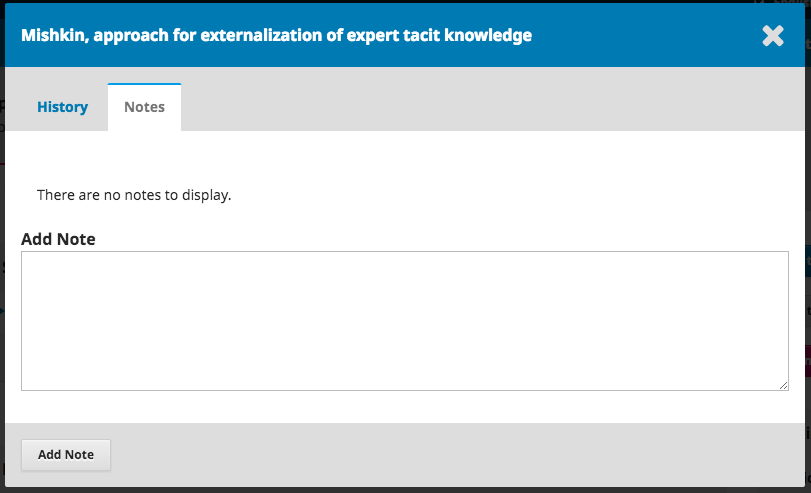 Mishkin, approach for externalization of expert tacit knowledge
History
Notes
There are no notes to display.
Add Note
Add Note